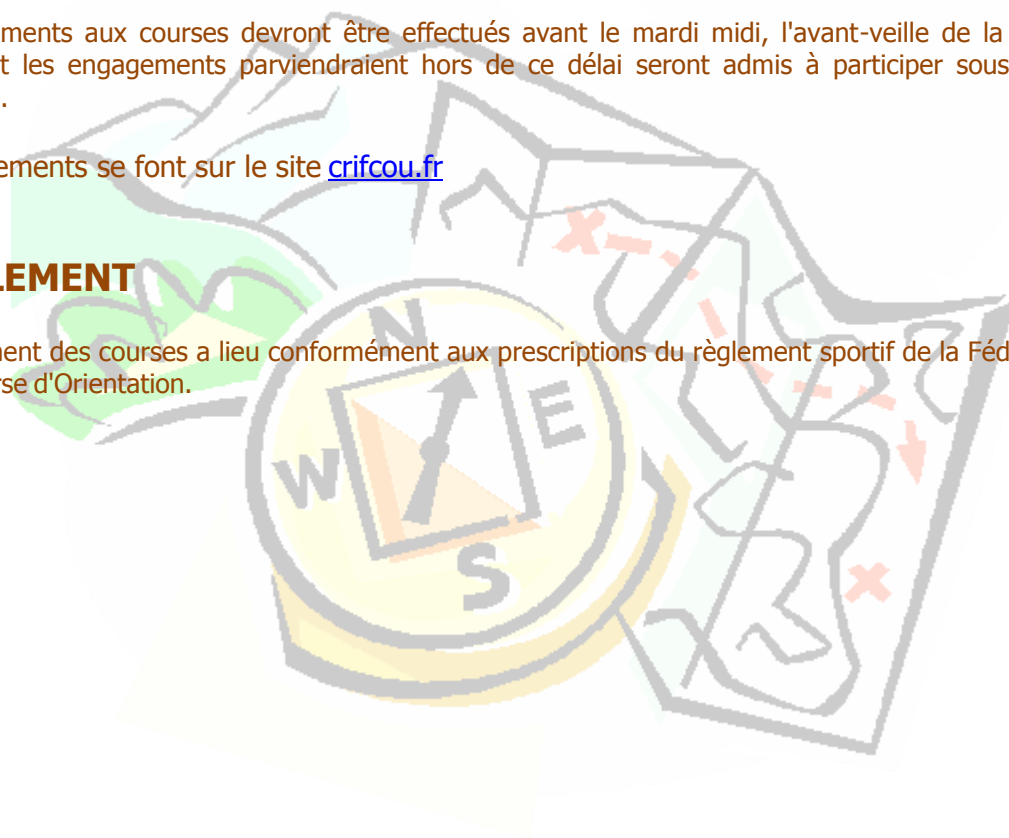 ments aux courses devront être effectués avant le mardi midi, l'avant-veille de la
t les engagements parviendraient hors de ce délai seront admis à participer sous
.
ements se font sur le site crifcou.fr
LEMENT
ment des courses a lieu conformément aux prescriptions du règlement sportif de la Féd
rse d'Orientation.
N
E
W
S